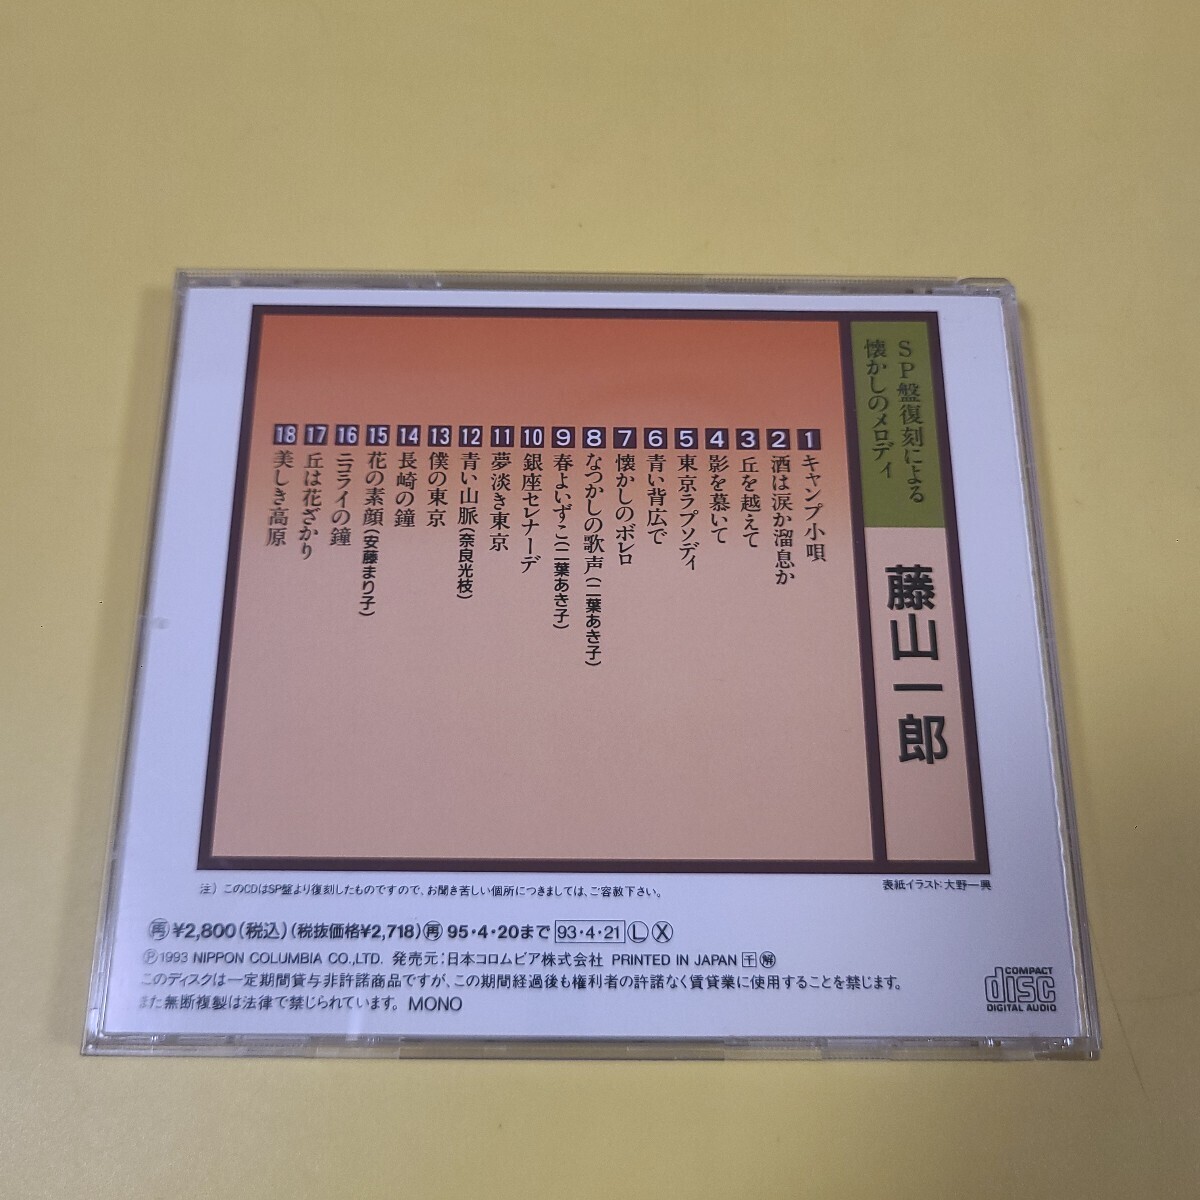 SP盤復刻による
懐かしのメロディ
藤山一郎
1 キャンプ小唄
2 酒は涙か溜息か
3 丘を越えて
4 影を慕いて
5 東京ラプソディ
6 青い背広で
7 懐かしのボレロ
8 なつかしの歌声(二葉あき子)
9 春よいずこ(二葉あき子)
10 銀座セレナーデ
11 夢淡き東京
12 青い山脈(奈良光枝)
13 僕の東京
14 長崎の鐘
15 花の素顔(安藤まり子)
16 ニコライの鐘
17 丘は花ざかり
18 美しき高原
表紙イラスト:大野一興
注)このCDはSP盤より復刻したものですので、お聞き苦しい個所につきましては、ご容赦下さい。
再¥2,800(税込)(税抜価格¥2,718)再95・4・20まで 93・4・21 L X
Ⓟ1993 NIPPON COLUMBIA CO.,LTD. 発売元:日本コロムビア株式会社 PRINTED IN JAPAN 干 解
このディスクは一定期間貸与非許諾商品ですが、この期間経過後も権利者の許諾なく賃貸業に使用することを禁じます。
また無断複製は法律で禁じられています。MONO
COMPACT
disc
DIGITAL AUDIO